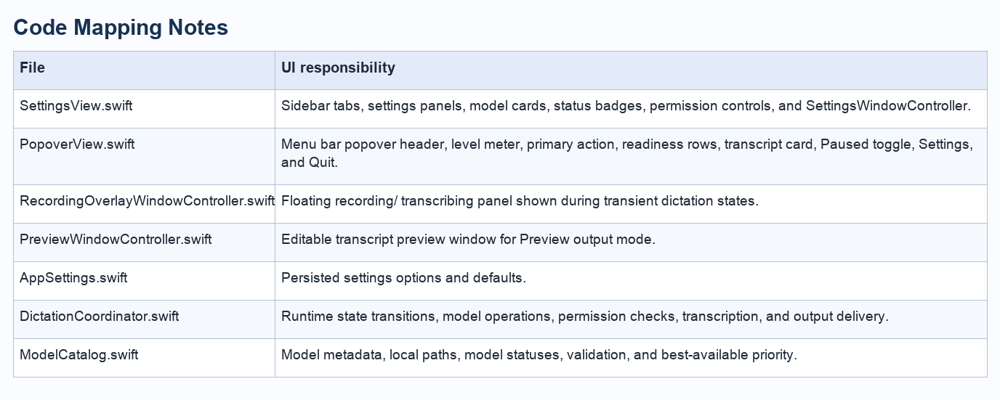 Code Mapping Notes
File UI responsibility
SettingsView.swift Sidebar tabs, settings panels, model cards, status badges, permission controls, and SettingsWindowController.
PopoverView.swift Menu bar popover header, level meter, primary action, readiness rows, transcript card, Paused toggle, Settings,
and Quit.
RecordingOverlayWindowController.swift Floating recording/ transcribing panel shown during transient dictation states.
PreviewWindowController.swift Editable transcript preview window for Preview output mode.
AppSettings.swift Persisted settings options and defaults.
DictationCoordinator.swift Runtime state transitions, model operations, permission checks, transcription, and output delivery.
ModelCatalog.swift Model metadata, local paths, model statuses, validation, and best-available priority.